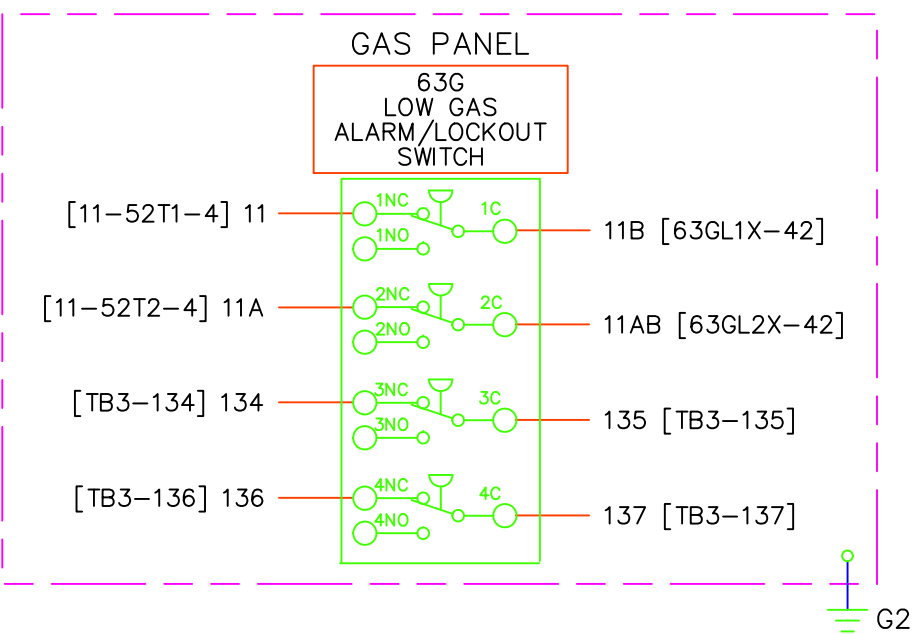 GAS PANEL
63G
LOW GAS
ALARM/LOCKOUT
SWITCH
[11-52T1-4] 11
1NC
1C
11B [63GL1X-42]
1NO
[11-52T2-4] 11A
2NC
2C
11AB [63GL2X-42]
2NO
[TB3-134] 134
3NC
3C
135 [TB3-135]
3NO
[TB3-136] 136
4NC
4C
137 [TB3-137]
4NO
G2